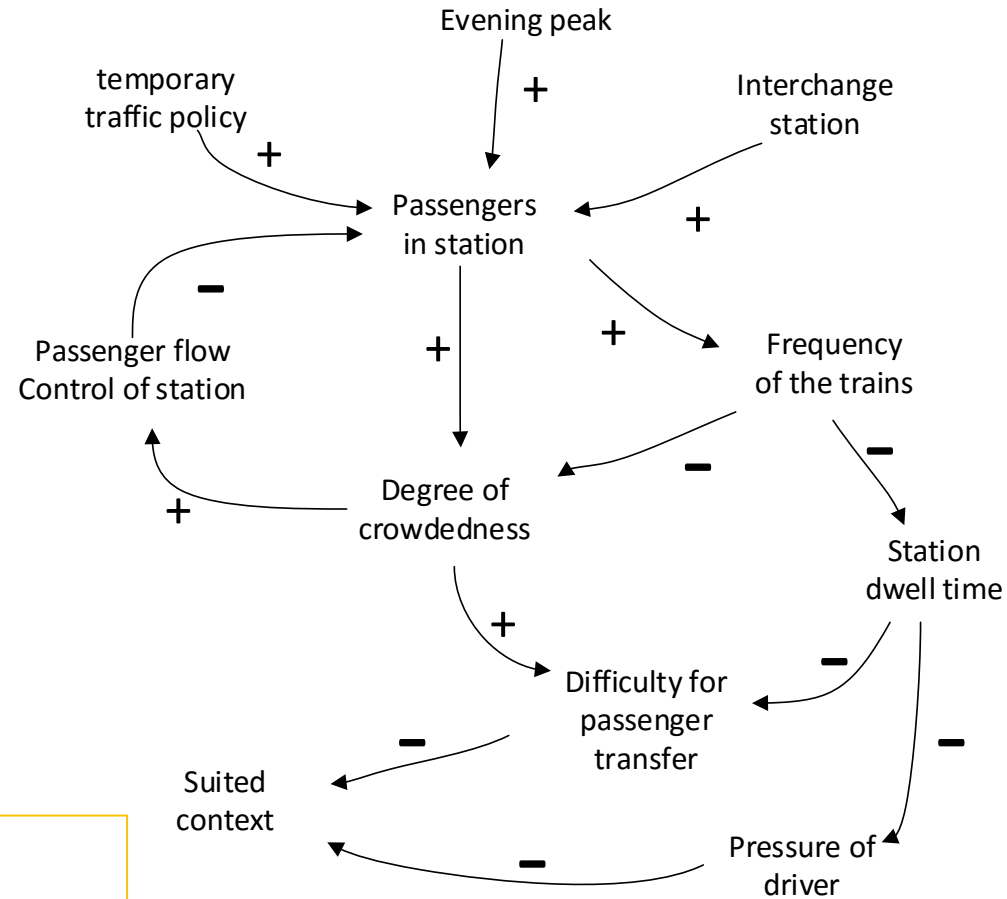 Evening peak
temporary
traffic policy
Interchange
station
+
+
Passengers
in station
+
−
+
+
Passenger flow
Control of station
Frequency
of the trains
−
−
Degree of
crowdedness
+
Station
dwell time
+
−
Difficulty for
passenger
transfer
−
−
Suited
context
−
Pressure of
driver